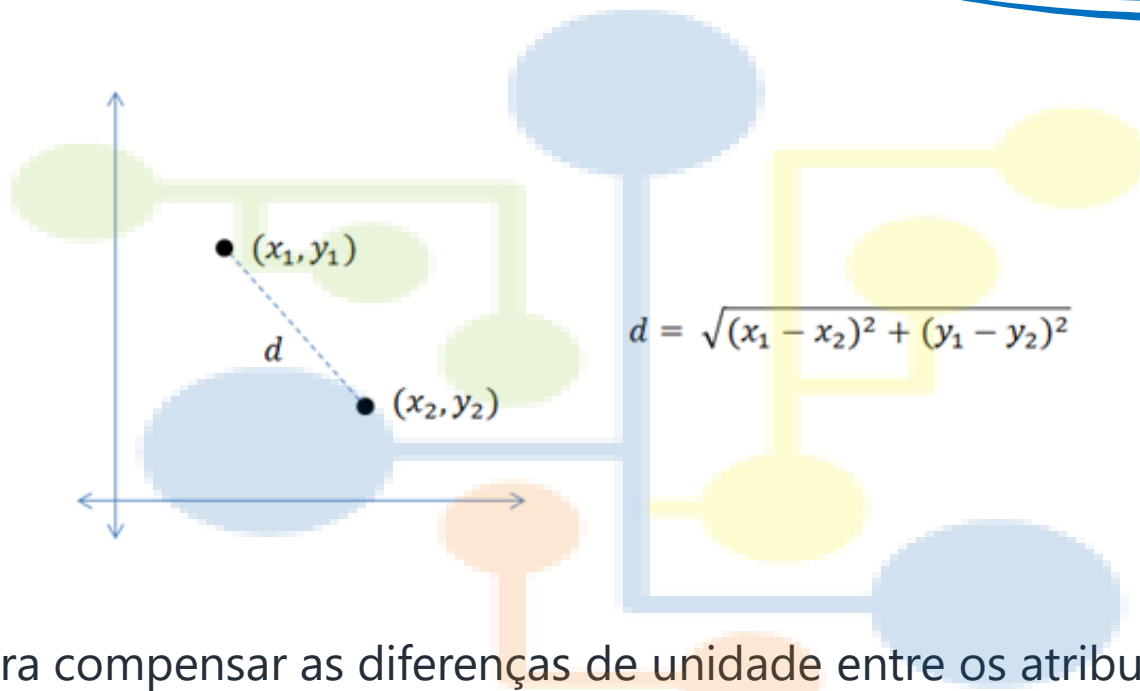 (x₁, y₁)
d = √(x₁ − x₂)² + (y₁ − y₂)²
d
(x₂, y₂)
ra compensar as diferenças de unidade entre os atribu